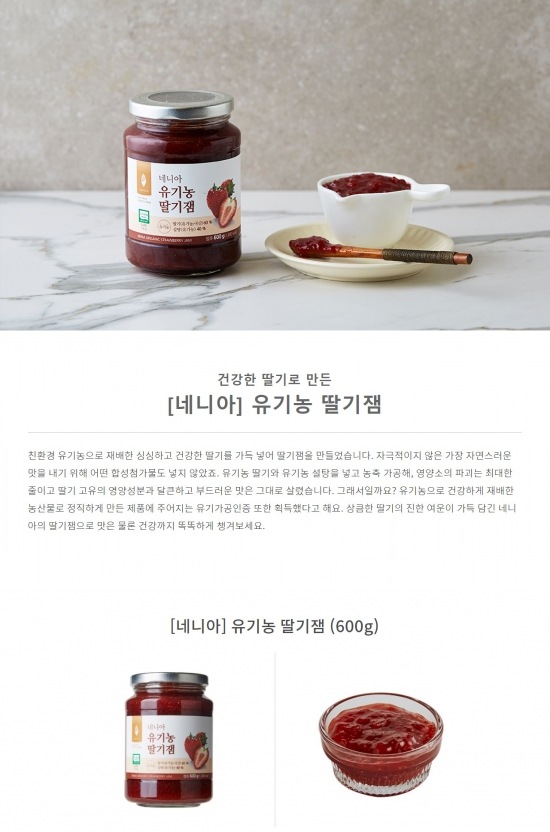 네니아
유기농
딸기잼
600g
건강한 딸기로 만든
[네니아] 유기농 딸기잼
친환경 유기농으로 재배한 싱싱하고 건강한 딸기를 가득 넣어 딸기잼을 만들었습니다. 자극적이지 않은 가장 자연스러운
맛을 내기 위해 어떤 합성첨가물도 넣지 않았죠. 유기농 딸기와 유기농 설탕을 넣고 농축 가공해, 영양소의 파괴는 최대한
줄이고 딸기 고유의 영양성분과 달큰하고 부드러운 맛은 그대로 살렸습니다. 그래서일까요? 유기농으로 건강하게 재배한
농산물로 정직하게 만든 제품에 주어지는 유기가공인증 또한 획득했다고 해요. 상큼한 딸기의 진한 여운이 가득 담긴 네니
아의 딸기잼으로 맛은 물론 건강까지 똑똑하게 챙겨보세요.
[네니아] 유기농 딸기잼 (600g)
네니아
유기농
딸기잼